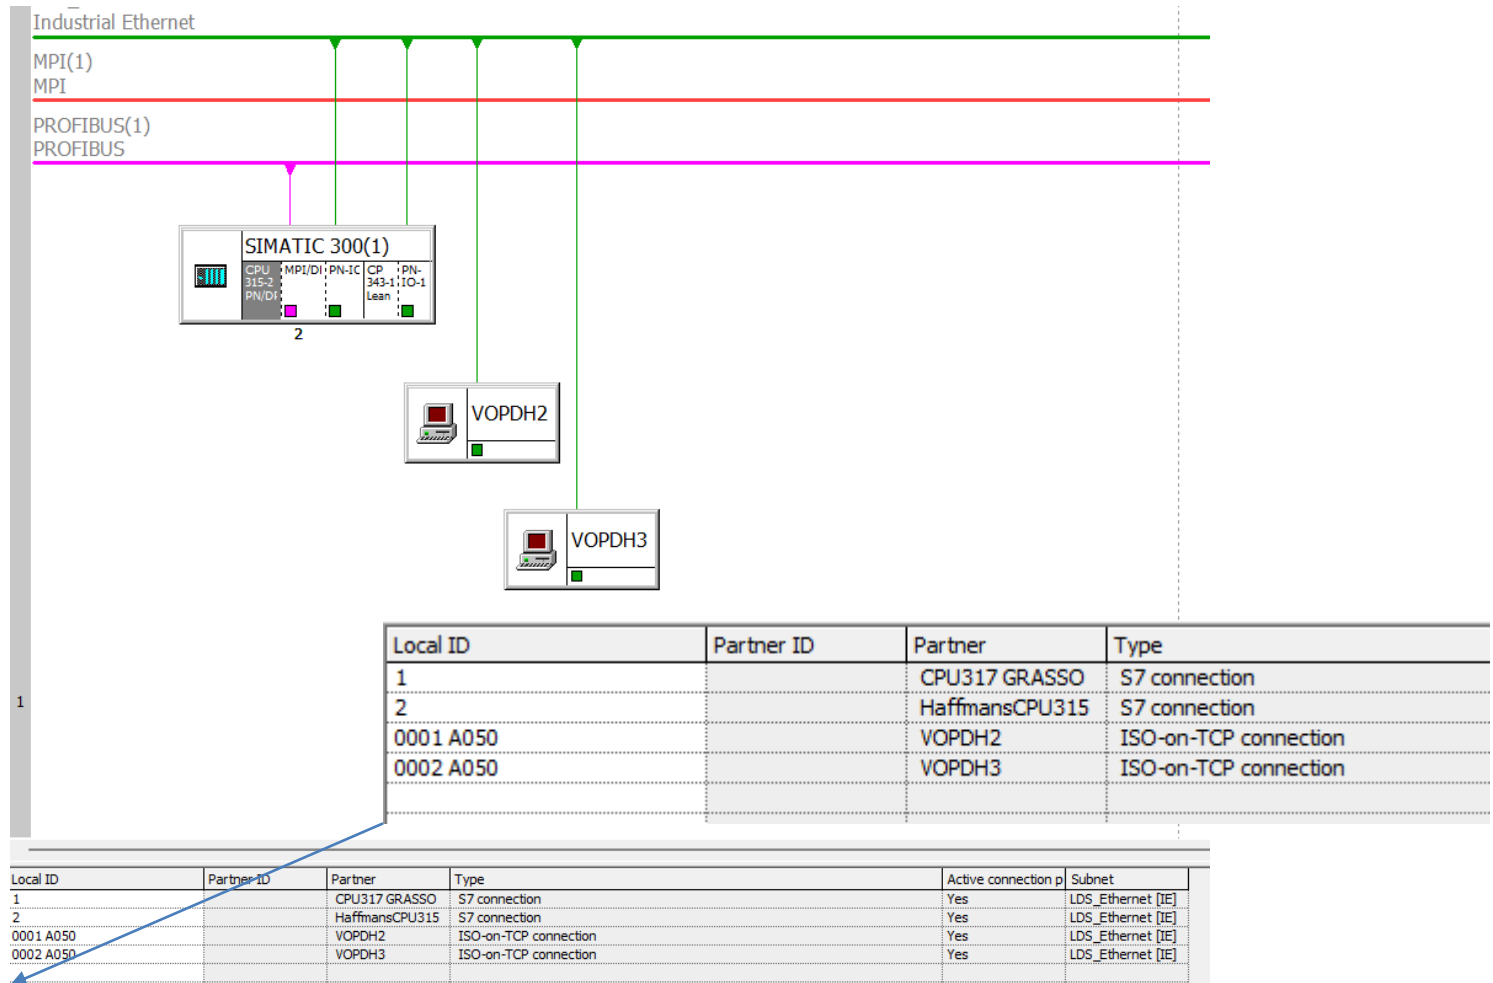 Industrial Ethernet
MPI(1)
MPI
PROFIBUS(1)
PROFIBUS
SIMATIC 300(1)
CPU 315-2 PN/DP
MPI/DI
PN-IC
CP 343-1 Lean
PN-IO-1
2
VOPDH2
VOPDH3
1
Local ID Partner ID Partner Type
1 CPU317 GRASSO S7 connection
2 HaffmansCPU315 S7 connection
0001 A050 VOPDH2 ISO-on-TCP connection
0002 A050 VOPDH3 ISO-on-TCP connection
Local ID Partner ID Partner Type Active connection p Subnet
1 CPU317 GRASSO S7 connection Yes LDS_Ethernet [IE]
2 HaffmansCPU315 S7 connection Yes LDS_Ethernet [IE]
0001 A050 VOPDH2 ISO-on-TCP connection Yes LDS_Ethernet [IE]
0002 A050 VOPDH3 ISO-on-TCP connection Yes LDS_Ethernet [IE]